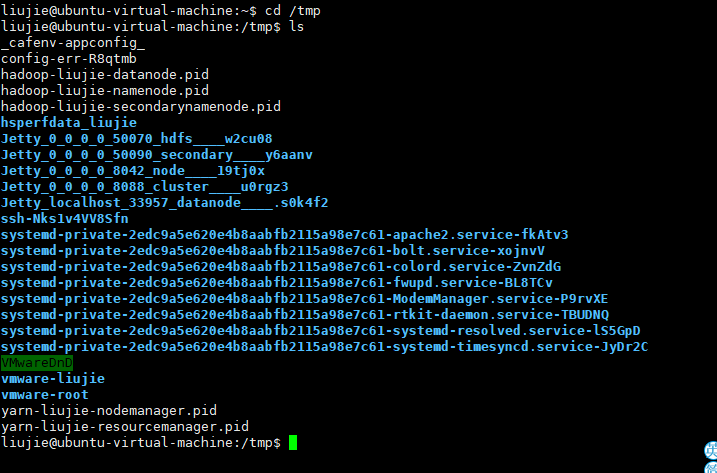 liujie@ubuntu-virtual-machine:~$ cd /tmp
liujie@ubuntu-virtual-machine:/tmp$ ls
_cafenv-appconfig_
config-err-R8qtmb
hadoop-liujie-datanode.pid
hadoop-liujie-namenode.pid
hadoop-liujie-secondarynamenode.pid
hsperfdata_liujie
Jetty_0_0_0_0_50070_hdfs____w2cu08
Jetty_0_0_0_0_50090_secondary____y6aanv
Jetty_0_0_0_0_8042_node____19tj0x
Jetty_0_0_0_0_8088_cluster____u0rgz3
Jetty_localhost_33957_datanode____.s0k4f2
ssh-Nks1v4VV8Sfn
systemd-private-2edc9a5e620e4b8aabfb2115a98e7c61-apache2.service-fkAtv3
systemd-private-2edc9a5e620e4b8aabfb2115a98e7c61-bolt.service-xojnvV
systemd-private-2edc9a5e620e4b8aabfb2115a98e7c61-colord.service-ZvnZdG
systemd-private-2edc9a5e620e4b8aabfb2115a98e7c61-fwupd.service-BL8TCv
systemd-private-2edc9a5e620e4b8aabfb2115a98e7c61-ModemManager.service-P9rvXE
systemd-private-2edc9a5e620e4b8aabfb2115a98e7c61-rtkit-daemon.service-TBUDNQ
systemd-private-2edc9a5e620e4b8aabfb2115a98e7c61-systemd-resolved.service-lS5GpD
systemd-private-2edc9a5e620e4b8aabfb2115a98e7c61-systemd-timesyncd.service-JyDr2C
VMwareDnD
vmware-liujie
vmware-root
yarn-liujie-nodemanager.pid
yarn-liujie-resourcemanager.pid
liujie@ubuntu-virtual-machine:/tmp$